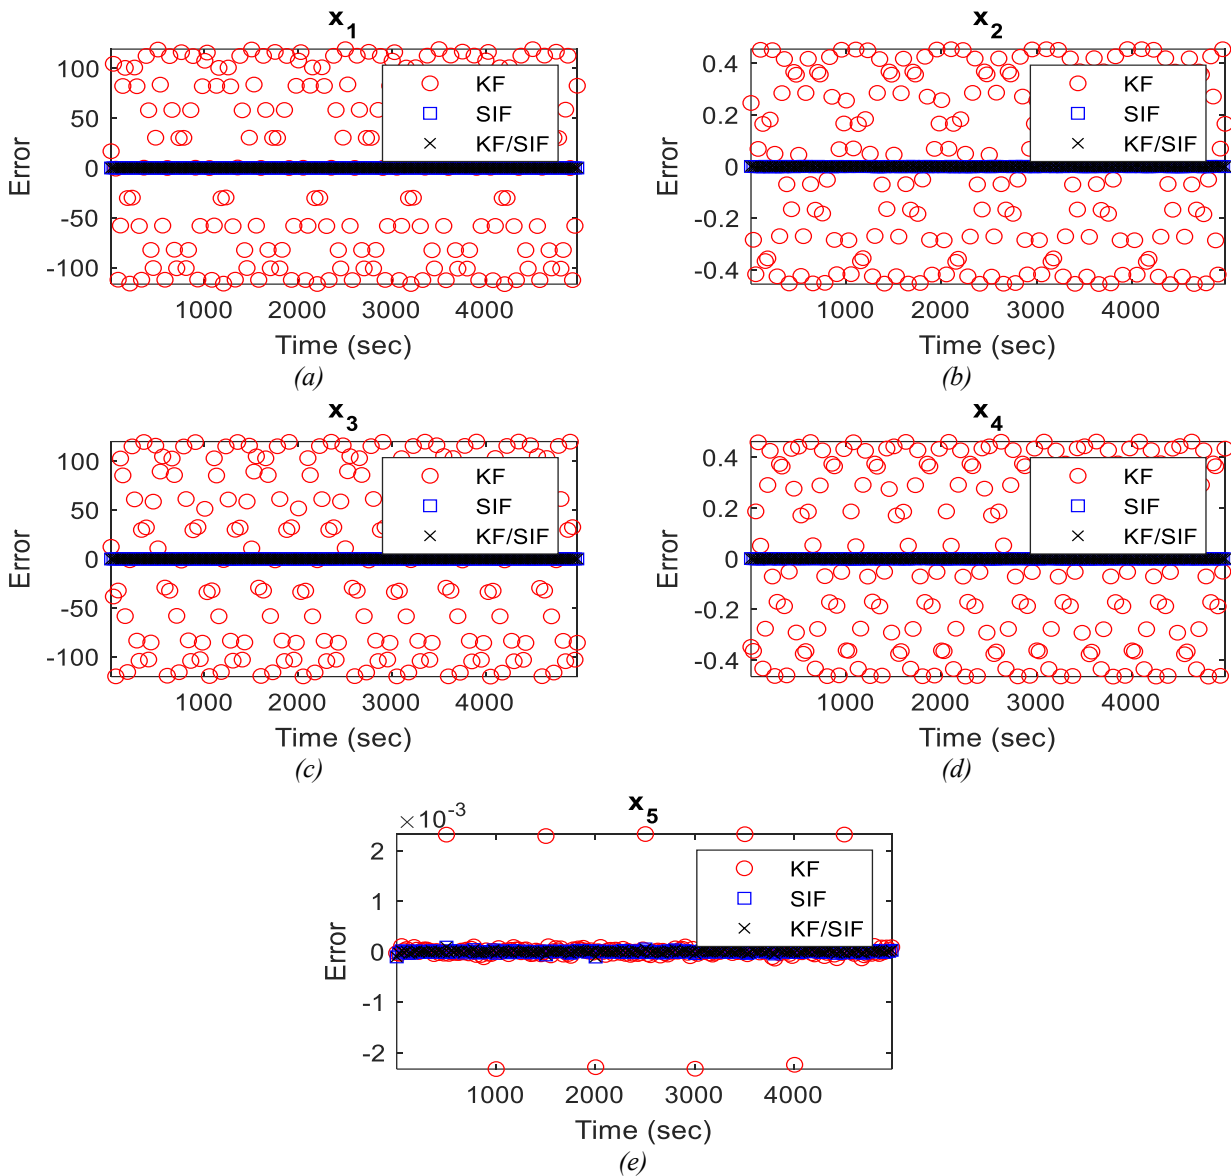 x1
x2
100
50
0
-50
-100
Error
KF
SIF
KF/SIF
1000 2000 3000 4000
Time (sec)
(a)
0.4
0.2
0
-0.2
-0.4
Error
KF
SIF
KF/SIF
1000 2000 3000 4000
Time (sec)
(b)
x3
x4
100
50
0
-50
-100
Error
KF
SIF
KF/SIF
1000 2000 3000 4000
Time (sec)
(c)
0.4
0.2
0
-0.2
-0.4
Error
KF
SIF
KF/SIF
1000 2000 3000 4000
Time (sec)
(d)
x5
×10-3
2
1
0
-1
-2
Error
KF
SIF
KF/SIF
1000 2000 3000 4000
Time (sec)
(e)